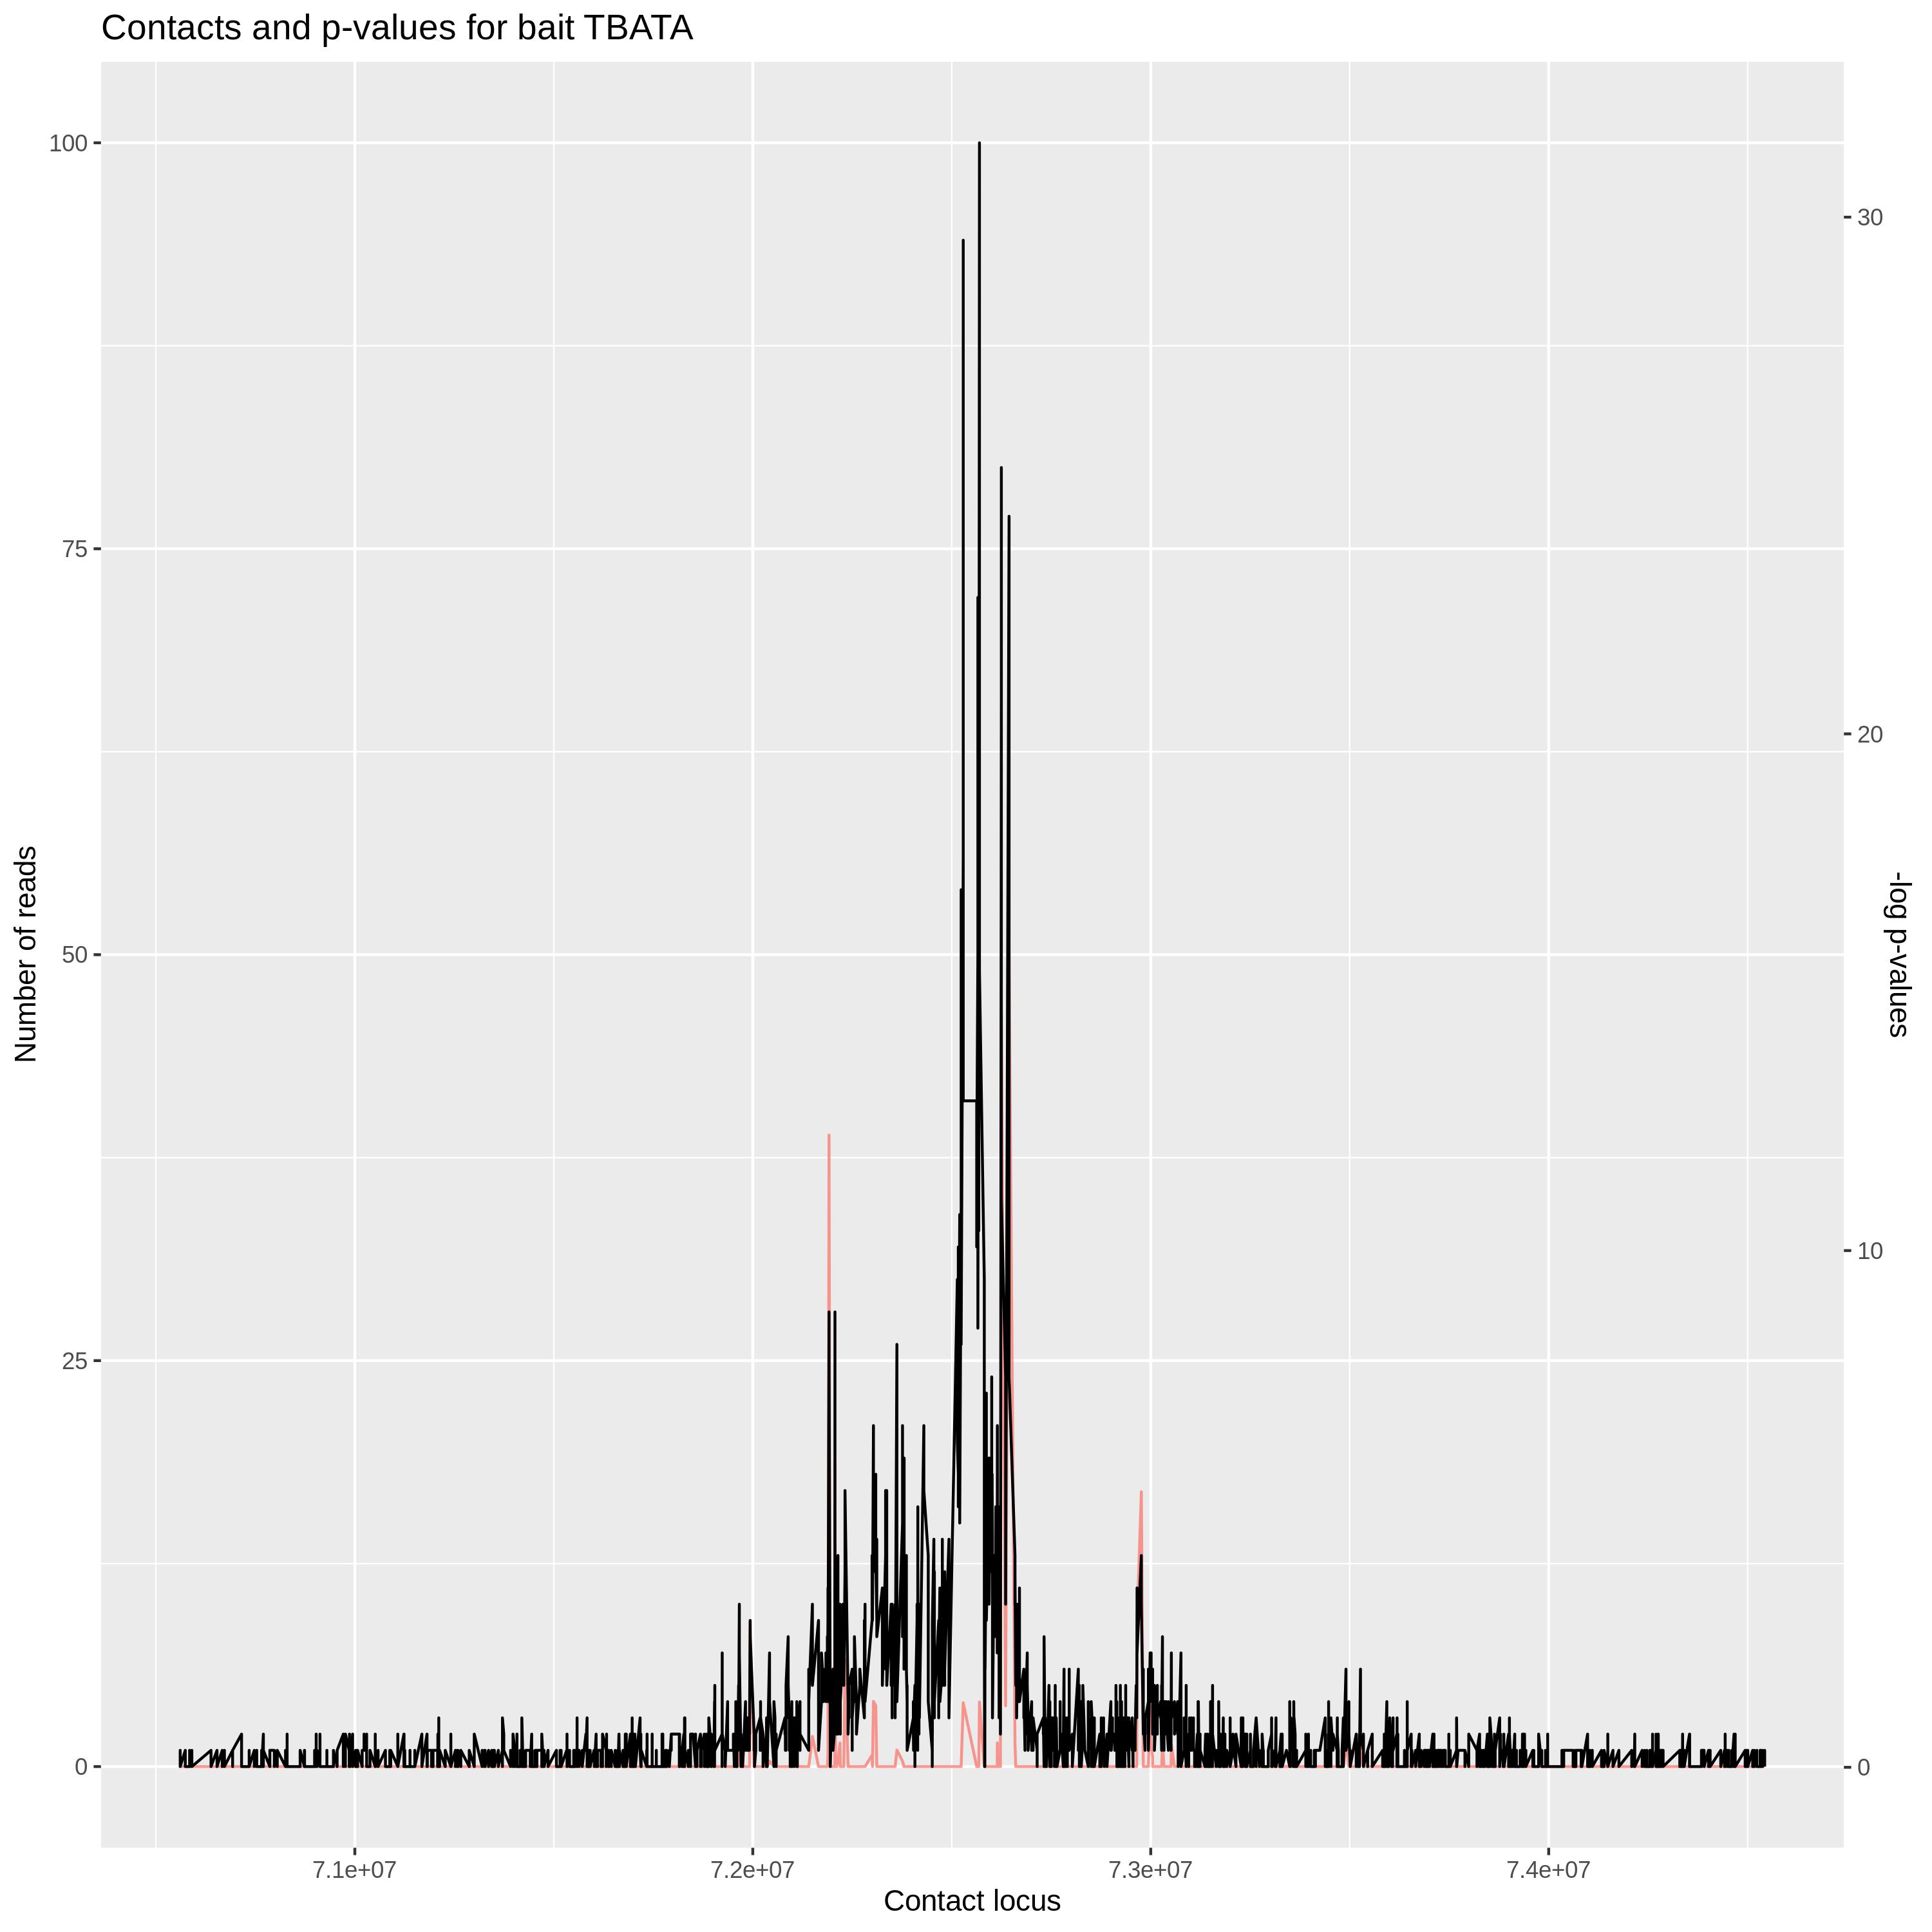 Contacts and p-values for bait TBATA
100
75
50
25
0
Number of reads
30
20
10
0
-log p-values
7.1e+07
7.2e+07
7.3e+07
7.4e+07
Contact locus